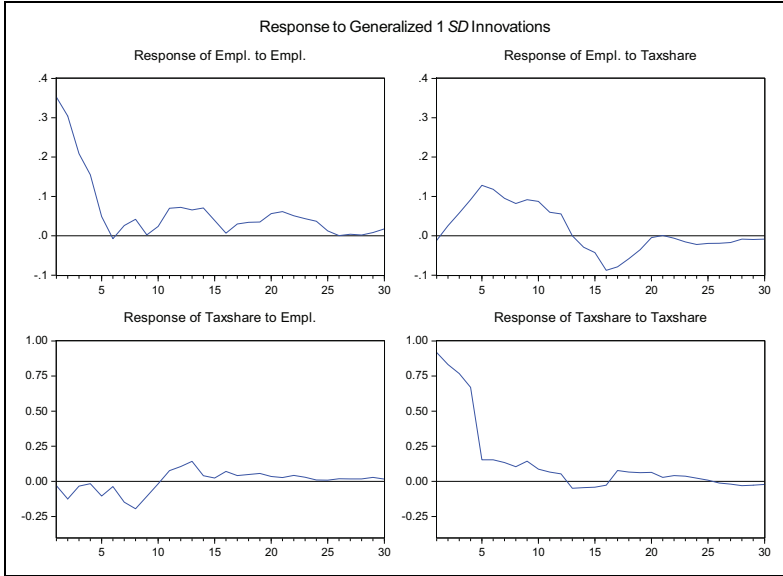 Response to Generalized 1 SD Innovations
Response of Empl. to Empl.
.4
.3
.2
.1
.0
-.1
5 10 15 20 25 30
Response of Empl. to Taxshare
.4
.3
.2
.1
.0
-.1
5 10 15 20 25 30
Response of Taxshare to Empl.
1.00
0.75
0.50
0.25
0.00
-0.25
5 10 15 20 25 30
Response of Taxshare to Taxshare
1.00
0.75
0.50
0.25
0.00
-0.25
5 10 15 20 25 30